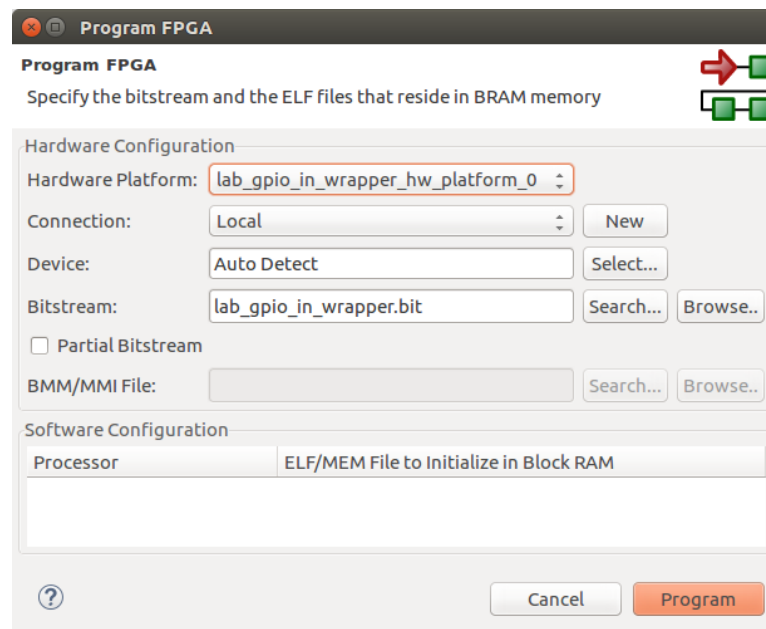 Program FPGA
Program FPGA
Specify the bitstream and the ELF files that reside in BRAM memory
Hardware Configuration
Hardware Platform: lab_gpio_in_wrapper_hw_platform_0
Connection: Local New
Device: Auto Detect Select...
Bitstream: lab_gpio_in_wrapper.bit Search... Browse..
Partial Bitstream
BMM/MMI File: Search... Browse..
Software Configuration
Processor ELF/MEM File to Initialize in Block RAM
? Cancel Program